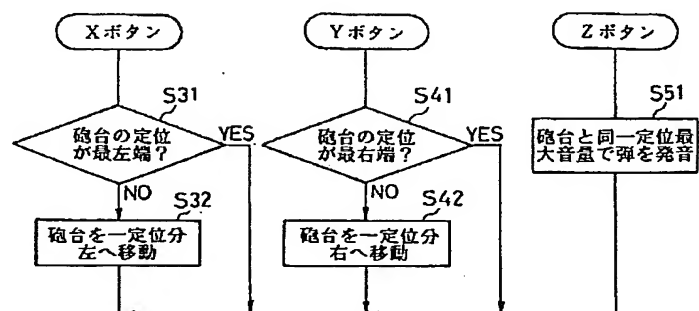 Xボタン
Yボタン
Zボタン
S31
砲台の定位
が最左端?
YES
NO
S32
砲台を一定位分
左へ移動
S41
砲台の定位
が最右端?
YES
NO
S42
砲台を一定位分
右へ移動
S51
砲台と同一定位最
大音量で弾を発音